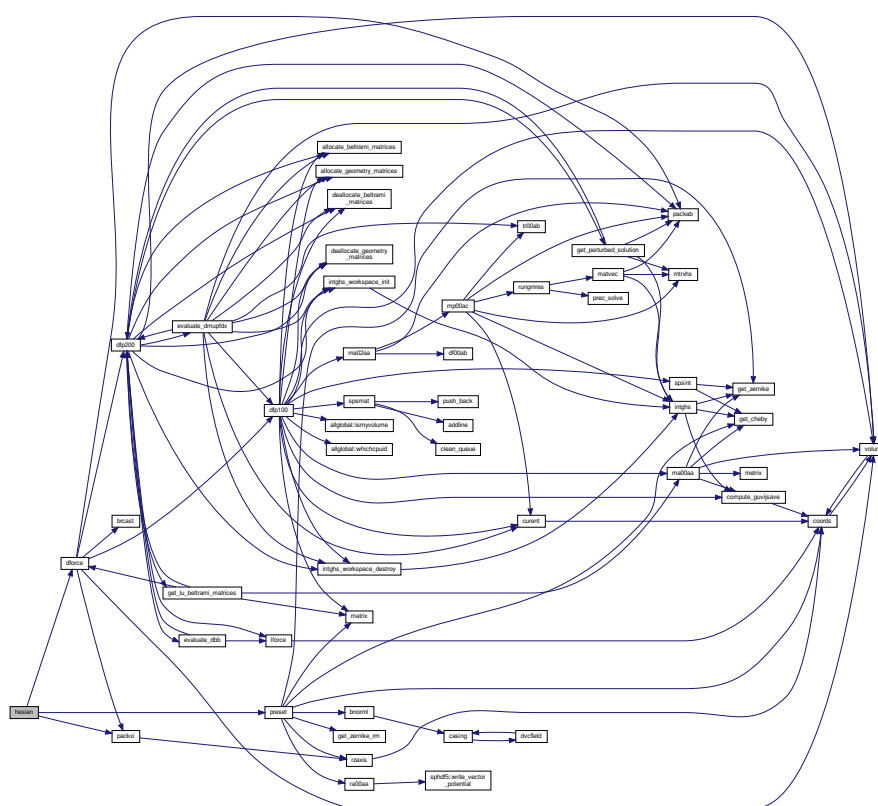 allocate_beltrami_matrices
allocate_geometry_matrices
deallocate_beltrami
_matrices
packab
tr00ab
deallocate_geometry
_matrices
get_perturbed_solution
matvec
mtrxhs
intghs_workspace_init
rungmres
prec_solve
mp00ac
evaluate_dmupfdx
dfp200
ma02aa
df00ab
spsint
get_zernike
spsmat
push_back
intghs
dfp100
get_cheby
allglobal::ismyvolume
addline
allglobal::whichcpuid
clean_queue
volum
ma00aa
metrix
compute_guvijsave
brcast
curent
coords
dforce
intghs_workspace_destroy
get_lu_beltrami_matrices
matrix
evaluate_dbb
lforce
hesian
preset
bnorml
packxi
get_zernike_rm
casing
dvcfield
rzaxis
ra00aa
sphdf5::write_vector
_potential